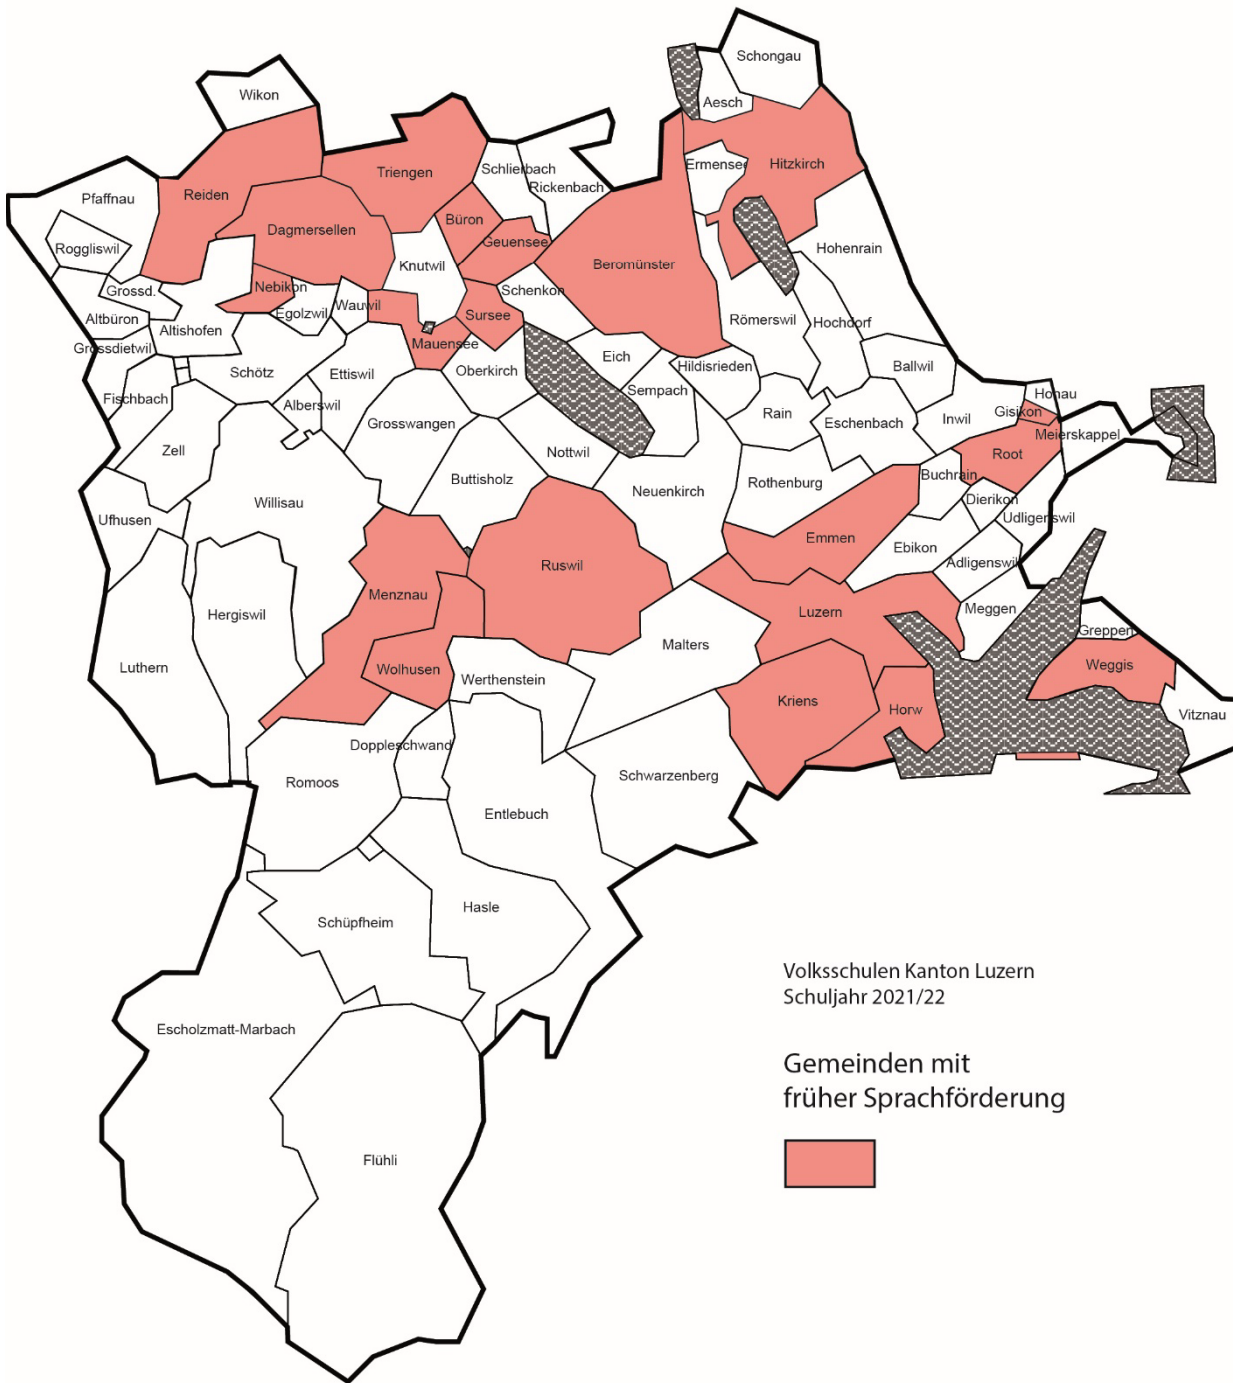 Schongau
Wikon
Aesch
Schlierbach
Ermensee
Hitzkirch
Triengen
Rickenbach
Pfaffnau
Reiden
Büron
Dagmersellen
Geuensee
Roggliswil
Hohenrain
Knutwil
Beromünster
Grossd.
Nebikon
Schenkon
Egolzwil
Wauwil
Sursee
Altbüron
Altishofen
Römerswil
Hochdorf
Mauensee
Grossdietwil
Eich
Oberkirch
Hildisrieden
Ballwil
Schötz
Ettiswil
Sempach
Fischbach
Honau
Alberswil
Rain
Gisikon
Grosswangen
Eschenbach
Inwil
Meierskappel
Zell
Nottwil
Root
Buchrain
Buttisholz
Neuenkirch
Rothenburg
Dierikon
Willisau
Ufhusen
Udligenswil
Emmen
Ebikon
Adligenswil
Ruswil
Menznau
Meggen
Hergiswil
Luzern
Greppen
Malters
Luthern
Wolhusen
Weggis
Werthenstein
Kriens
Horw
Vitznau
Doppleschwand
Romoos
Schwarzenberg
Entlebuch
Hasle
Schüpfheim
Escholzmatt-Marbach
Flühli
Volksschulen Kanton Luzern
Schuljahr 2021/22
Gemeinden mit
früher Sprachförderung